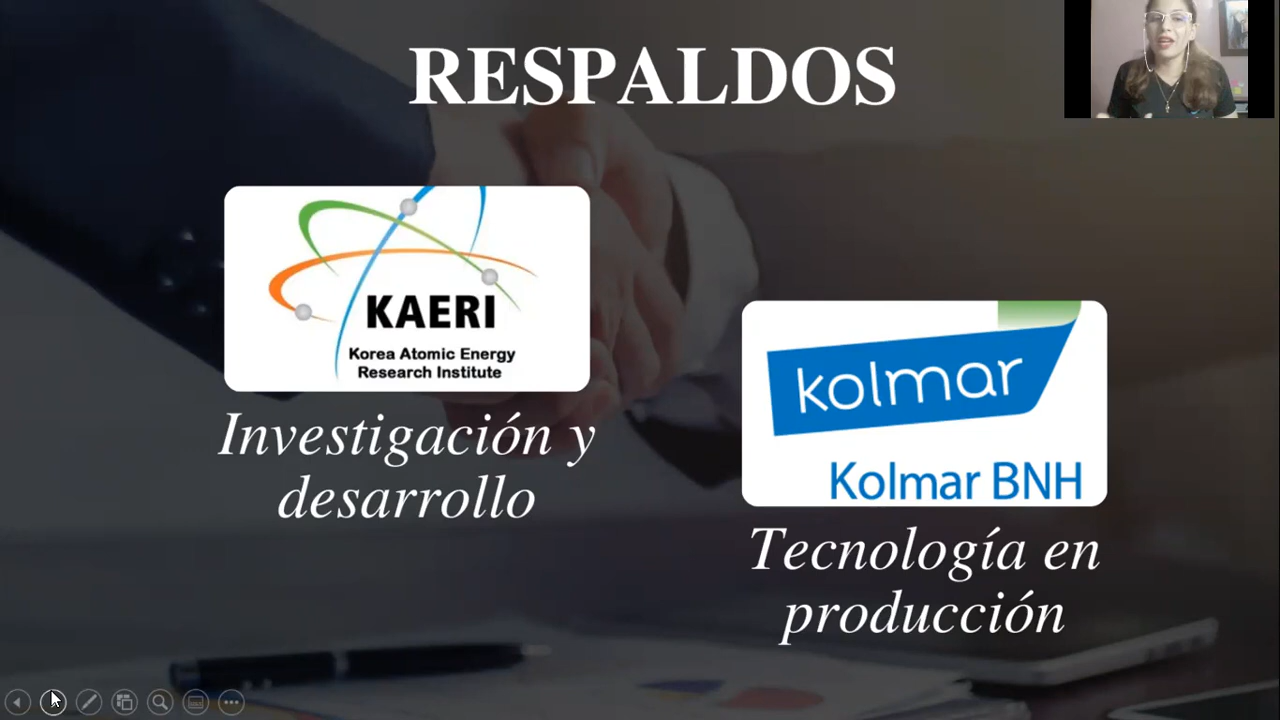 RESPALDOS
KAERI
Korea Atomic Energy
Research Institute
Investigación y
desarrollo
kolmar
Kolmar BNH
Tecnología en
producción